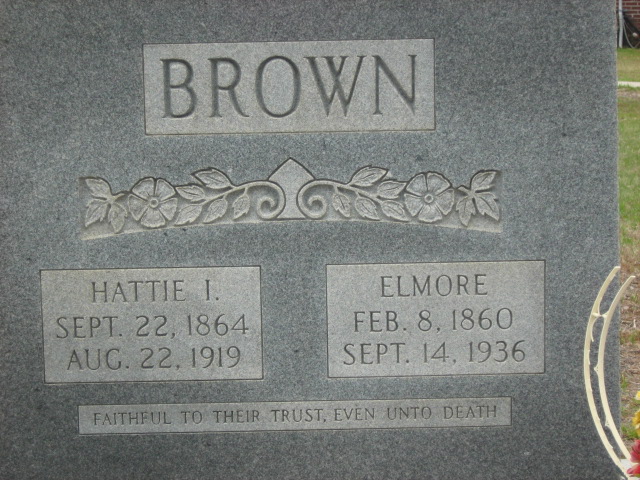 BROWN
HATTIE I.
SEPT. 22, 1864
AUG. 22, 1919
ELMORE
FEB. 8, 1860
SEPT. 14, 1936
FAITHFUL TO THEIR TRUST, EVEN UNTO DEATH